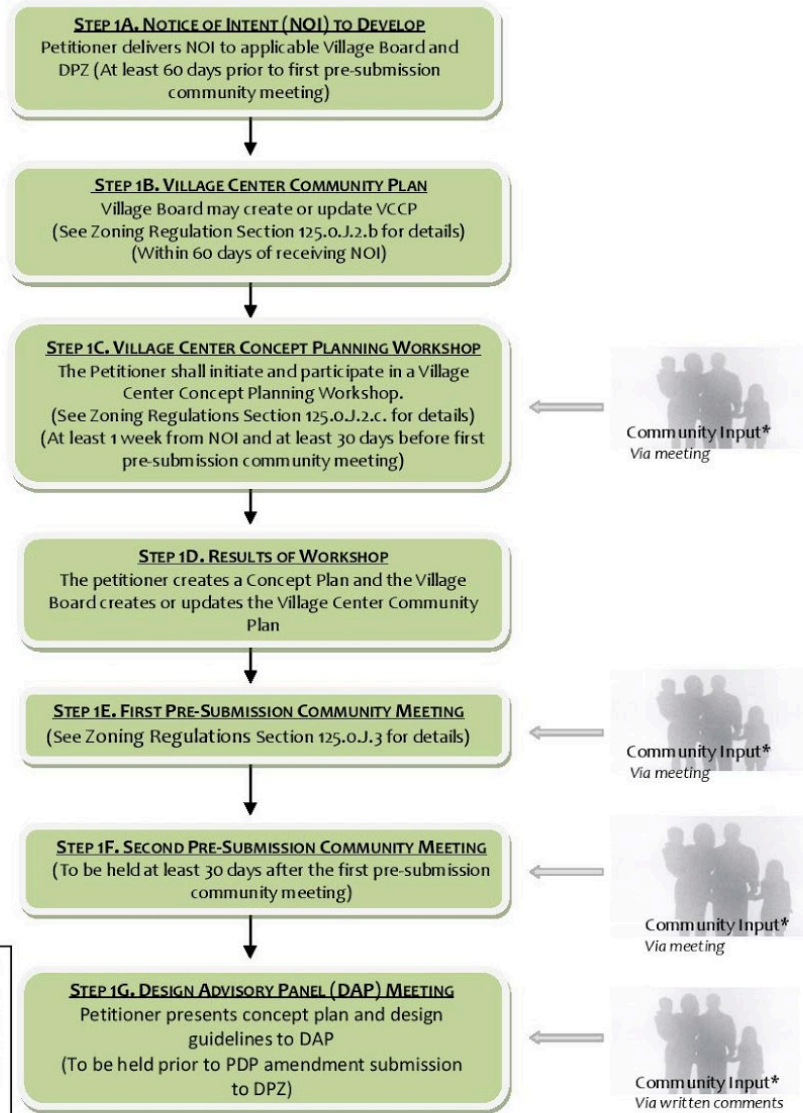 STEP 1A. NOTICE OF INTENT (NOI) TO DEVELOP
Petitioner delivers NOI to applicable Village Board and
DPZ (At least 60 days prior to first pre-submission
community meeting)
STEP 1B. VILLAGE CENTER COMMUNITY PLAN
Village Board may create or update VCCP
(See Zoning Regulation Section 125.0.J.2.b for details)
(Within 60 days of receiving NOI)
STEP 1C. VILLAGE CENTER CONCEPT PLANNING WORKSHOP
The Petitioner shall initiate and participate in a Village
Center Concept Planning Workshop.
(See Zoning Regulations Section 125.0.J.2.c. for details)
(At least 1 week from NOI and at least 30 days before first
pre-submission community meeting)
Community Input*
Via meeting
STEP 1D. RESULTS OF WORKSHOP
The petitioner creates a Concept Plan and the Village
Board creates or updates the Village Center Community
Plan
STEP 1E. FIRST PRE-SUBMISSION COMMUNITY MEETING
(See Zoning Regulations Section 125.0.J.3 for details)
Community Input*
Via meeting
STEP 1F. SECOND PRE-SUBMISSION COMMUNITY MEETING
(To be held at least 30 days after the first pre-submission
community meeting)
Community Input*
Via meeting
STEP 1G. DESIGN ADVISORY PANEL (DAP) MEETING
Petitioner presents concept plan and design
guidelines to DAP
(To be held prior to PDP amendment submission
to DPZ)
Community Input*
Via written comments